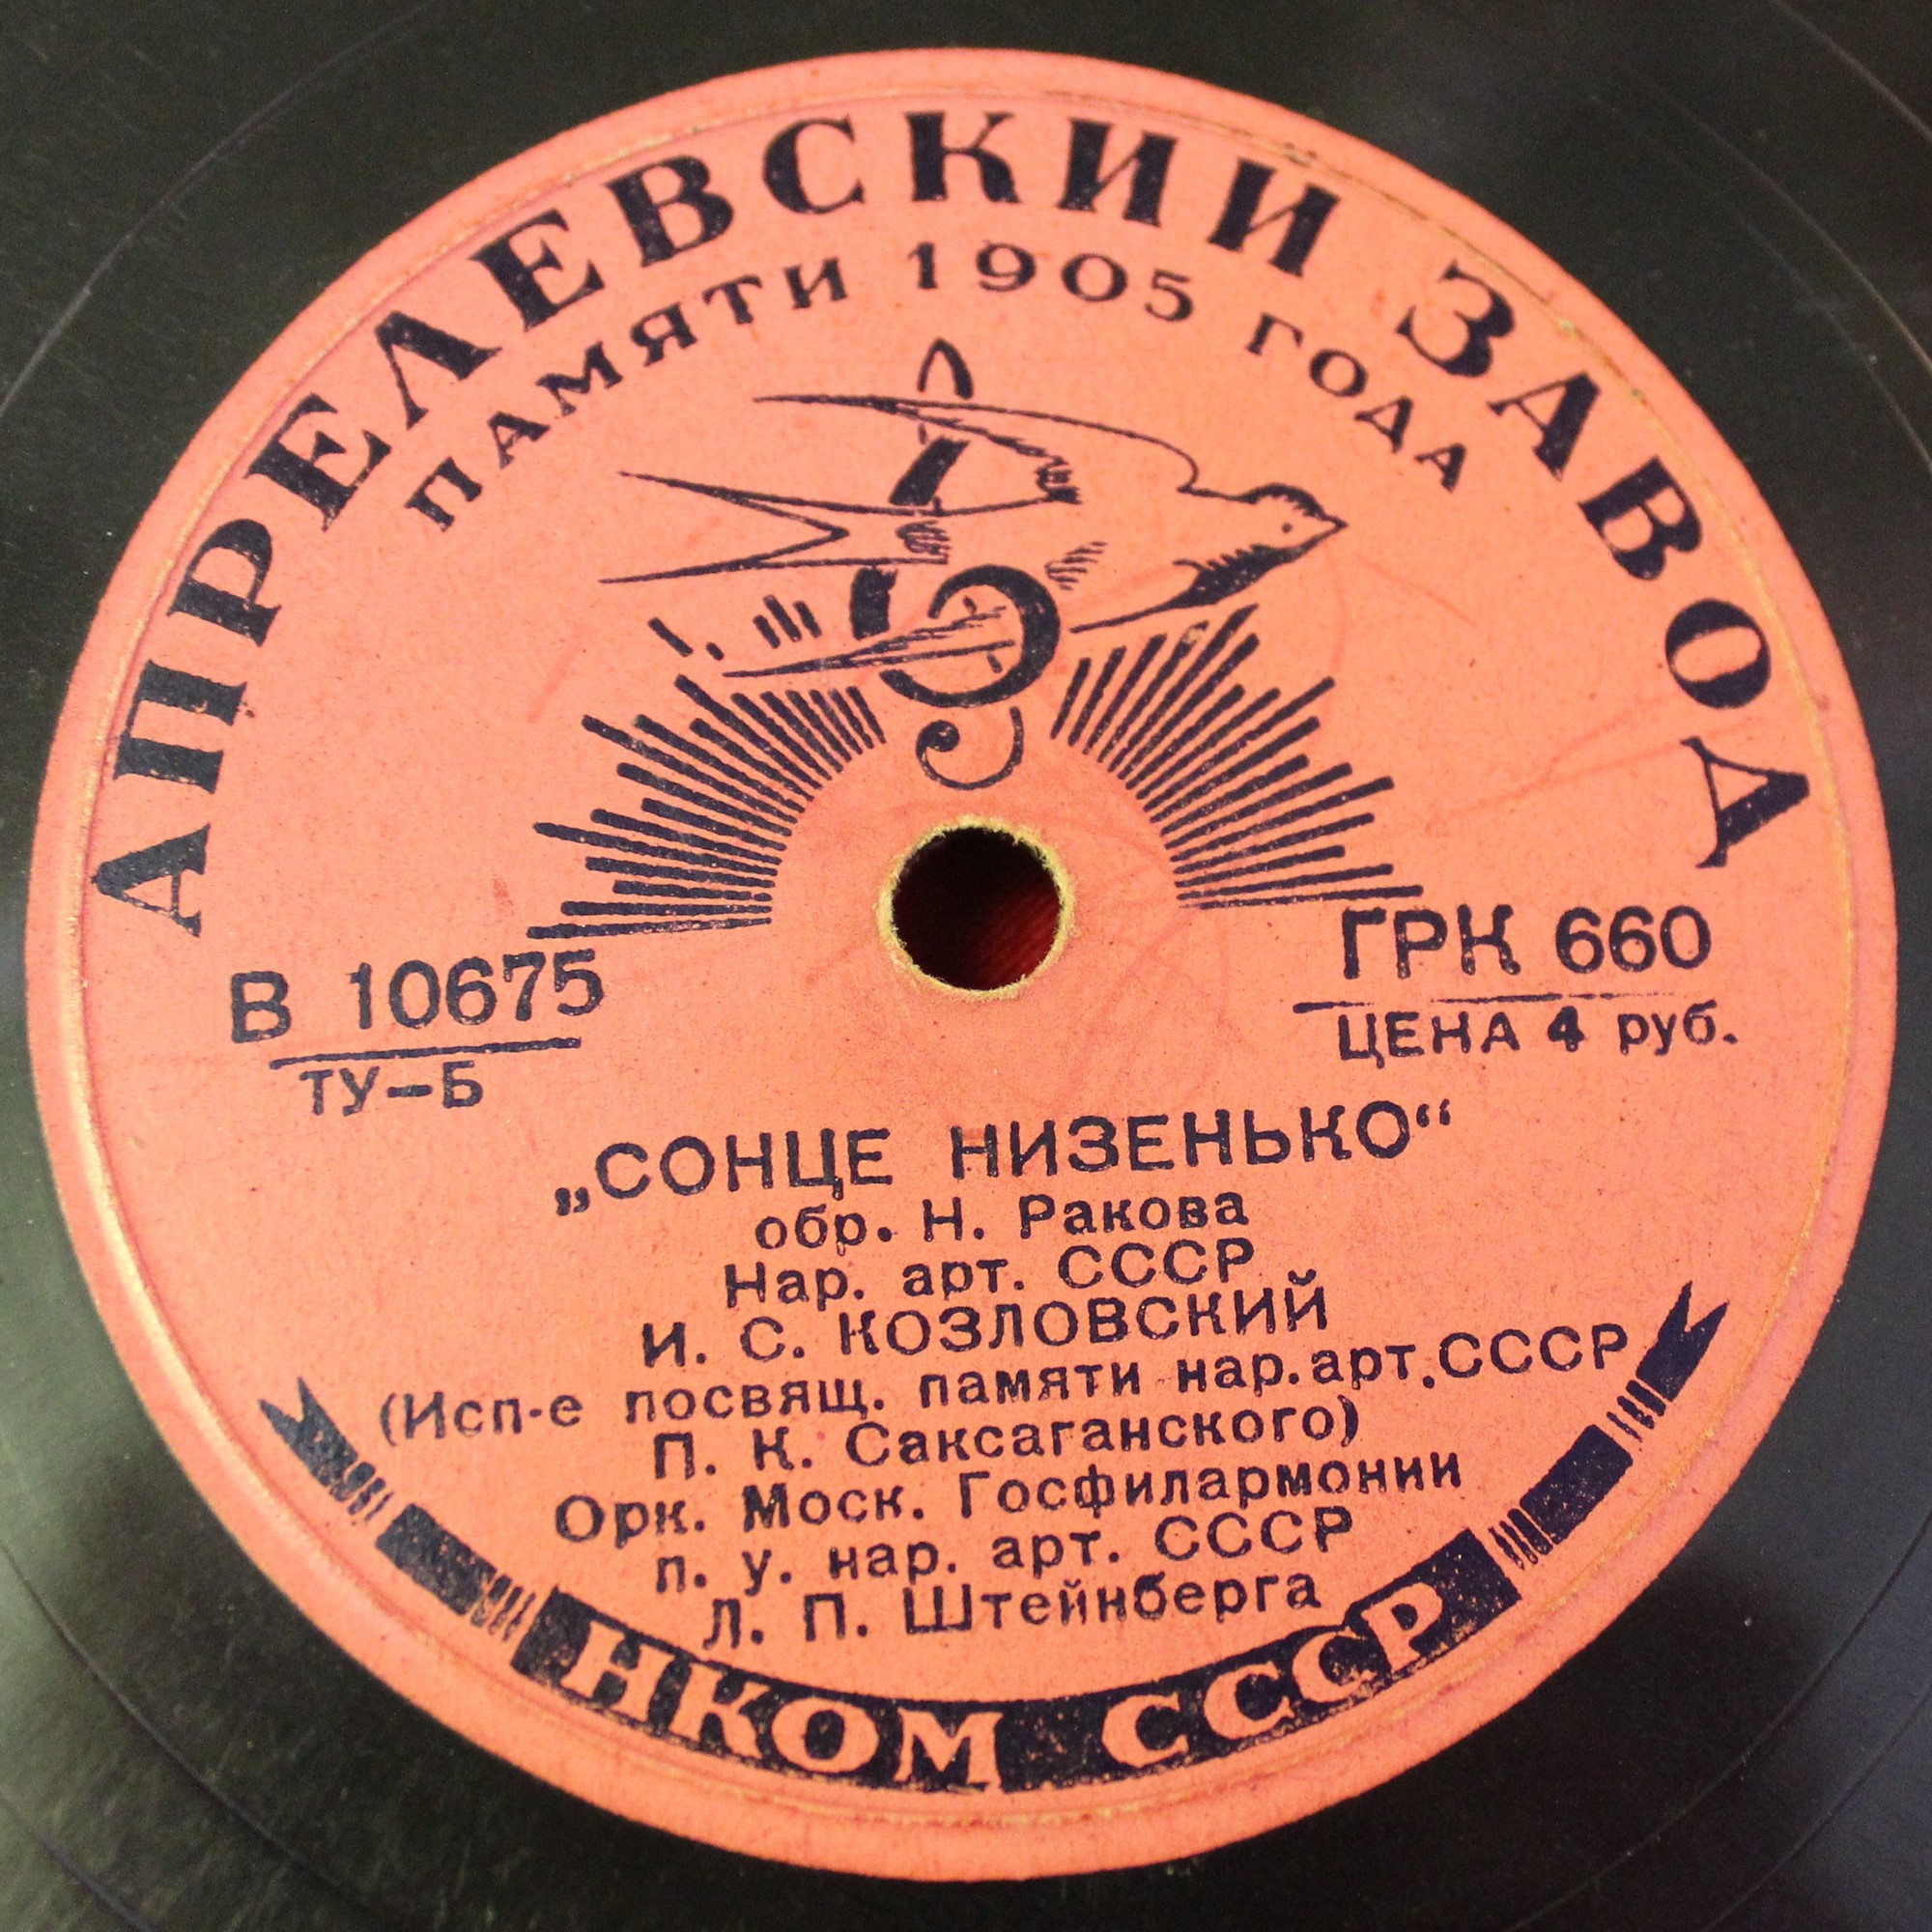 АПРЕЛЕВСКИЙ ЗАВОД
ПАМЯТИ 1905 ГОДА
В 10675
ТУ–Б
ГРК 660
ЦЕНА 4 руб.
„СОНЦЕ НИЗЕНЬКО“
обр. Н. Ракова
Нар. арт. СССР
И. С. КОЗЛОВСКИЙ
(Исп-е посвящ. памяти нар. арт. СССР
П. К. Саксаганского)
Орк. Моск. Госфилармонии
п. у. нар. арт. СССР
Л. П. Штейнберга
НКОМ СССР